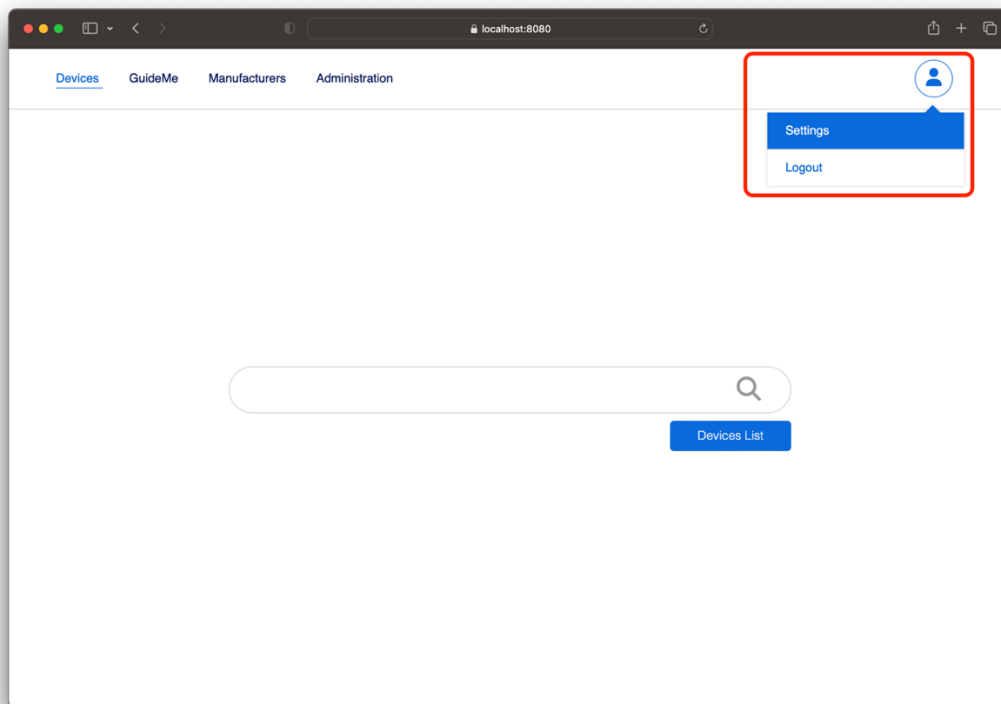 localhost:8080
Devices GuideMe Manufacturers Administration
Settings
Logout
Devices List